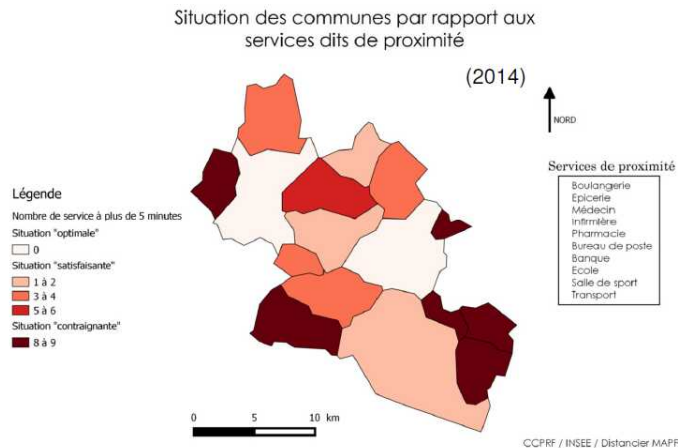 Situation des communes par rapport aux
services dits de proximité
(2014)
NORD
Services de proximité
Boulangerie
Epicerie
Médecin
Infirmière
Pharmacie
Bureau de poste
Banque
Ecole
Salle de sport
Transport
Légende
Nombre de service à plus de 5 minutes
Situation "optimale"
0
Situation "satisfaisante"
1 à 2
3 à 4
5 à 6
Situation "contraignante"
8 à 9
0 5 10 km
CCPRF / INSEE / Distancier MAPF